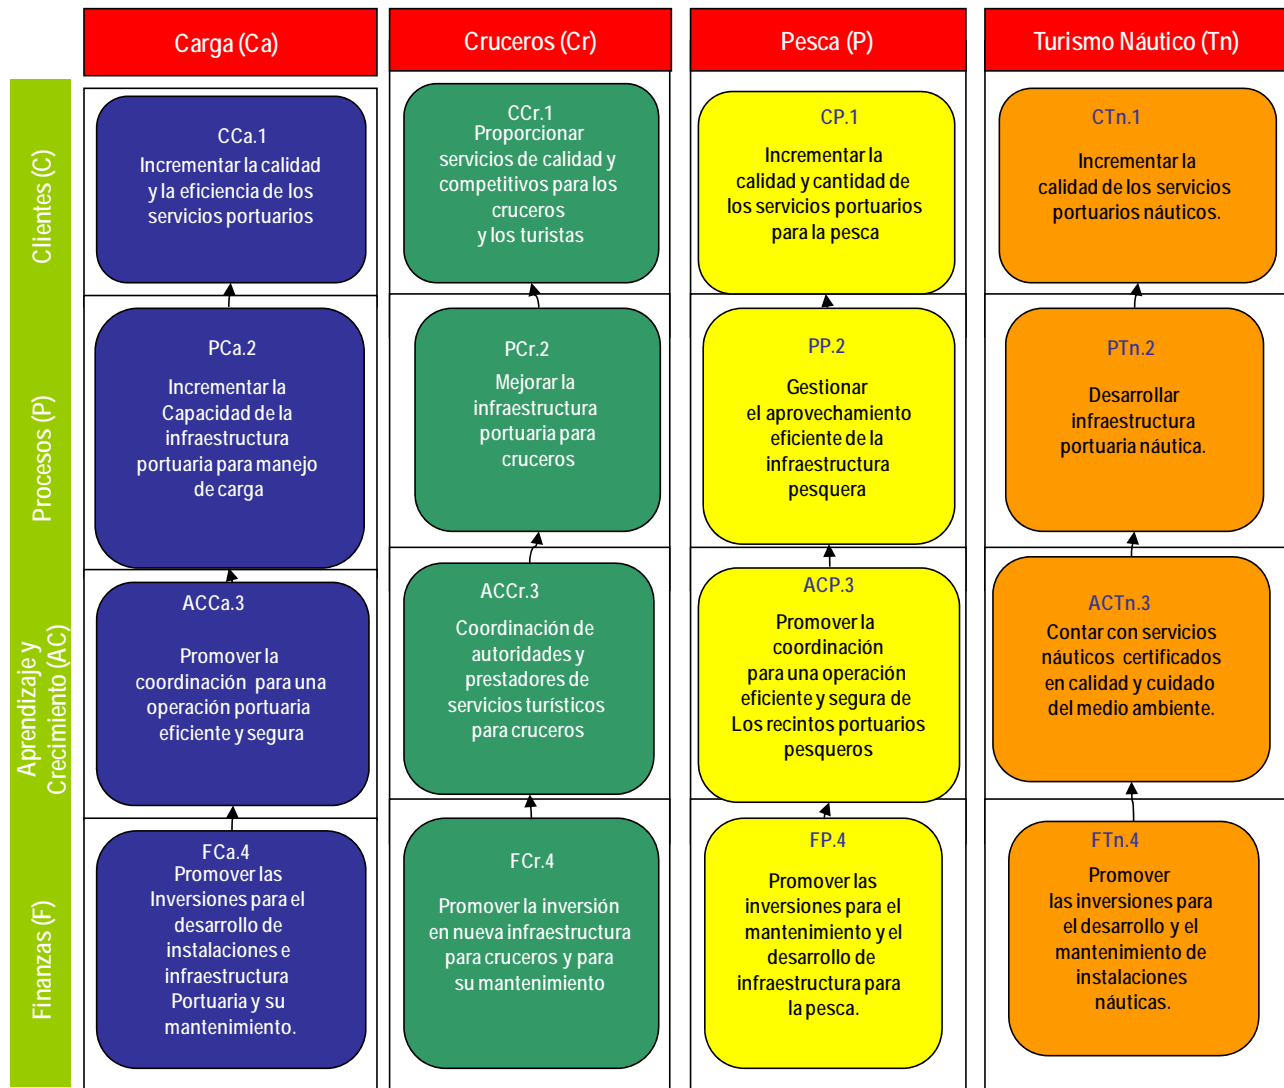 Carga (Ca)
Cruceros (Cr)
Pesca (P)
Turismo Náutico (Tn)
Clientes (C)
CCa.1
Incrementar la calidad
y la eficiencia de los
servicios portuarios
CCr.1
Proporcionar
servicios de calidad y
competitivos para los
cruceros
y los turistas
CP.1
Incrementar la
calidad y cantidad de
los servicios portuarios
para la pesca
CTn.1
Incrementar la
calidad de los servicios
portuarios náuticos.
Procesos (P)
PCa.2
Incrementar la
Capacidad de la
infraestructura
portuaria para manejo
de carga
PCr.2
Mejorar la
infraestructura
portuaria para
cruceros
PP.2
Gestionar
el aprovechamiento
eficiente de la
infraestructura
pesquera
PTn.2
Desarrollar
infraestructura
portuaria náutica.
Aprendizaje y
Crecimiento (AC)
ACCa.3
Promover la
coordinación para una
operación portuaria
eficiente y segura
ACCr.3
Coordinación de
autoridades y
prestadores de
servicios turísticos
para cruceros
ACP.3
Promover la
coordinación
para una operación
eficiente y segura de
Los recintos portuarios
pesqueros
ACTn.3
Contar con servicios
náuticos certificados
en calidad y cuidado
del medio ambiente.
Finanzas (F)
FCa.4
Promover las
Inversiones para el
desarrollo de
instalaciones e
infraestructura
Portuaria y su
mantenimiento.
FCr.4
Promover la inversión
en nueva infraestructura
para cruceros y para
su mantenimiento
FP.4
Promover las
inversiones para el
mantenimiento y el
desarrollo de
infraestructura para
la pesca.
FTn.4
Promover
las inversiones para
el desarrollo y el
mantenimiento de
instalaciones
náuticas.